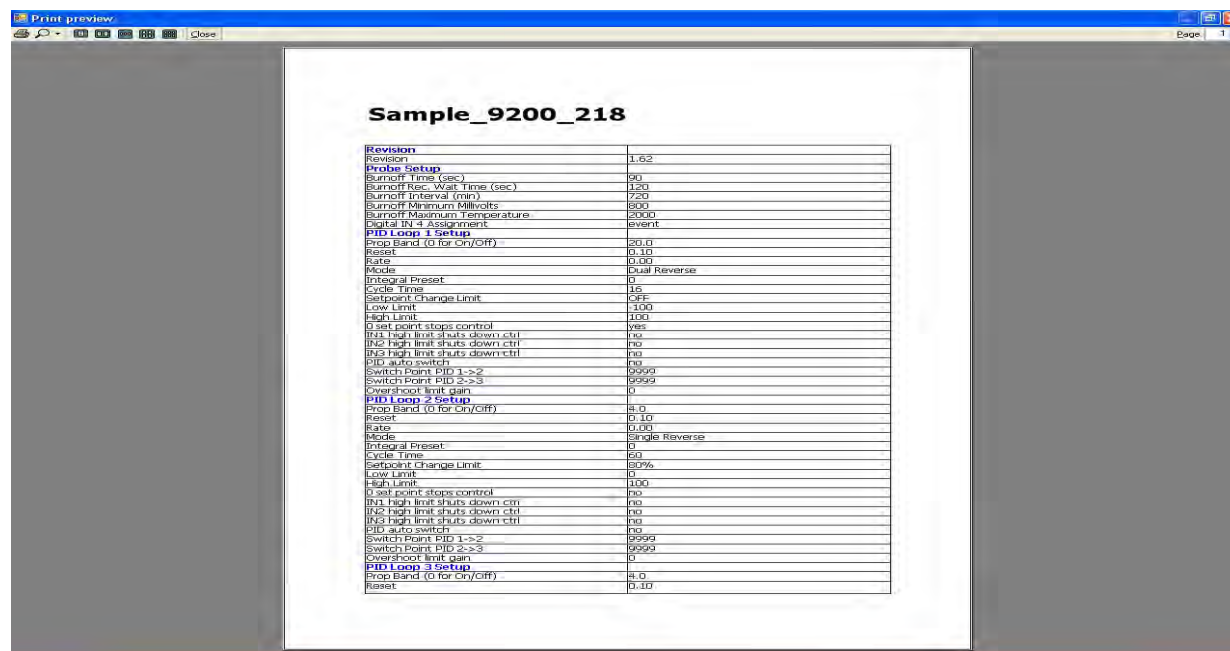 Print preview
Close
Page 1
Sample_9200_218
Revision
Revision 1.62
Probe Setup
Burnoff Time (sec) 90
Burnoff Rec. Wait Time (sec) 120
Burnoff Interval (min) 720
Burnoff Minimum Millivolts 800
Burnoff Maximum Temperature 2000
Digital IN 4 Assignment event
PID Loop 1 Setup
Prop Band (0 for On/Off) 20.0
Reset 0.10
Rate 0.00
Mode Dual Reverse
Integral Preset 0
Cycle Time 16
Setpoint Change Limit OFF
Low Limit -100
High Limit 100
0 set point stops control yes
IN1 high limit shuts down ctrl no
IN2 high limit shuts down ctrl no
IN3 high limit shuts down ctrl no
PID auto switch no
Switch Point PID 1->2 9999
Switch Point PID 2->3 9999
Overshoot limit gain 0
PID Loop 2 Setup
Prop Band (0 for On/Off) 4.0
Reset 0.10
Rate 0.00
Mode Single Reverse
Integral Preset 0
Cycle Time 60
Setpoint Change Limit 80%
Low Limit 0
High Limit 100
0 set point stops control no
IN1 high limit shuts down ctrl no
IN2 high limit shuts down ctrl no
IN3 high limit shuts down ctrl no
PID auto switch no
Switch Point PID 1->2 9999
Switch Point PID 2->3 9999
Overshoot limit gain 0
PID Loop 3 Setup
Prop Band (0 for On/Off) 4.0
Reset 0.10